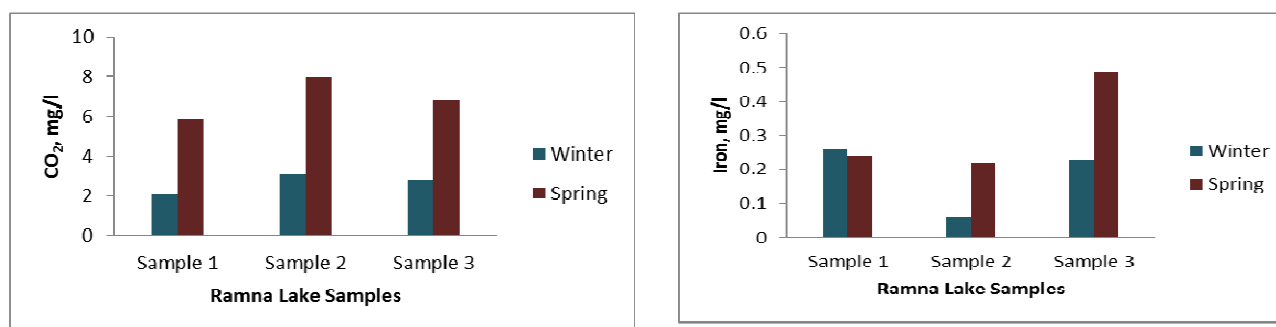 10
8
6
4
2
0
CO₂, mg/l
Sample 1 Sample 2 Sample 3
Ramna Lake Samples
Winter
Spring
0.6
0.5
0.4
0.3
0.2
0.1
0
Iron, mg/l
Sample 1 Sample 2 Sample 3
Ramna Lake Samples
Winter
Spring